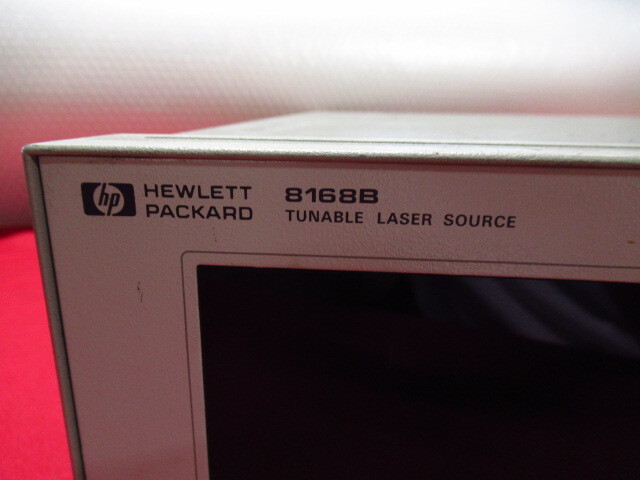 hp HEWLETT 8168B
PACKARD TUNABLE LASER SOURCE